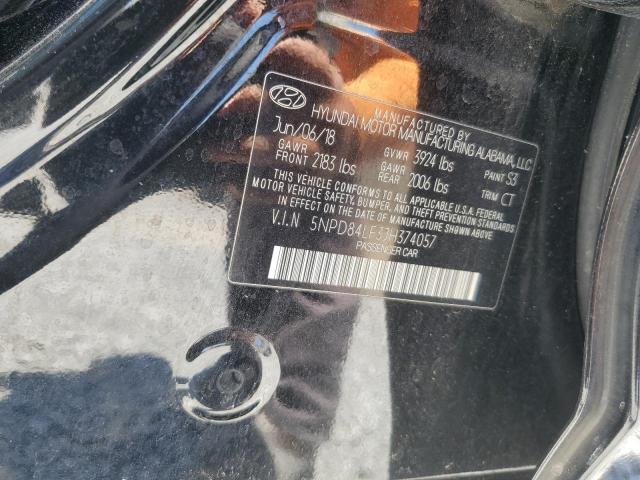 MANUFACTURED BY
HYUNDAI MOTOR MANUFACTURING ALABAMA, LLC
Jun/06/18 GVWR 3924 lbs PAINT S3
GAWR FRONT 2183 lbs GAWR REAR 2006 lbs TRIM CT
THIS VEHICLE CONFORMS TO ALL APPLICABLE U.S.A. FEDERAL
MOTOR VEHICLE SAFETY, BUMPER, AND THEFT PREVENTION STANDARDS
IN EFFECT ON THE DATE OF MANUFACTURE SHOWN ABOVE
V.I.N 5NPD84LF3JH374057
PASSENGER CAR